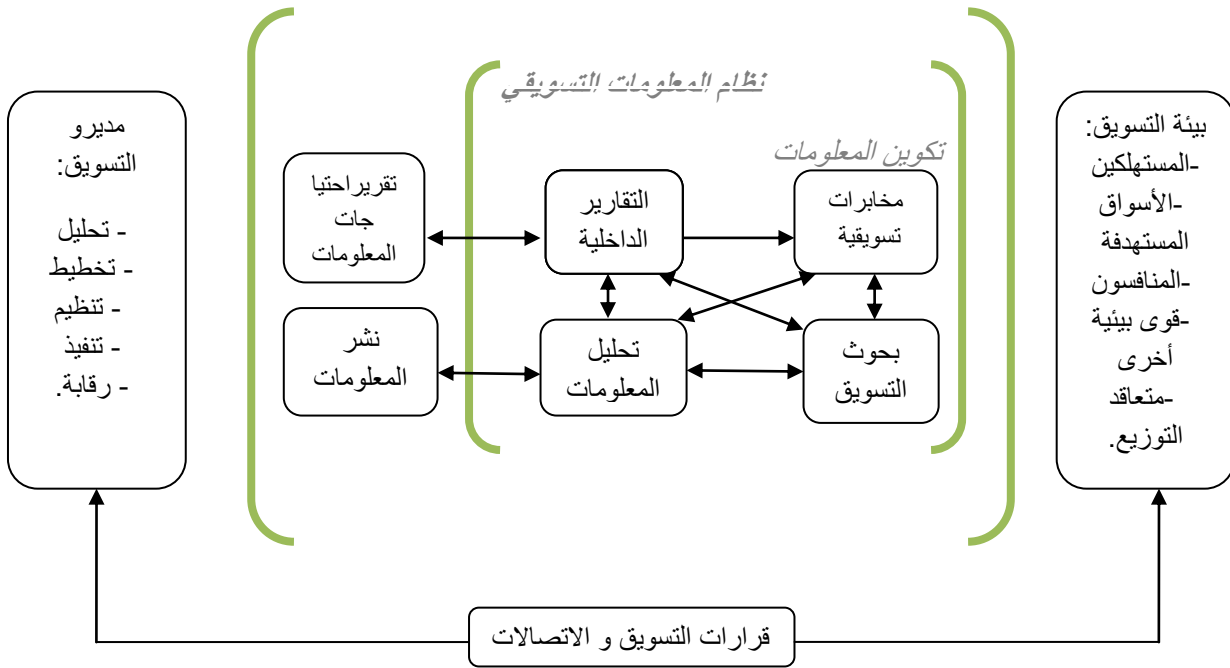 نظام المعلومات التسويقي
تكوين المعلومات
بيئة التسويق:
-المستهلكين
-الأسواق
المستهدفة
-المنافسون
-قوى بيئية
أخرى
-متعاقد
التوزيع.
مخابرات
تسويقية
التقارير
الداخلية
تقريراحتيا
جات
المعلومات
مديرو
التسويق:
- تحليل
- تخطيط
- تنظيم
- تنفيذ
- رقابة.
بحوث
التسويق
تحليل
المعلومات
نشر
المعلومات
قرارات التسويق و الاتصالات